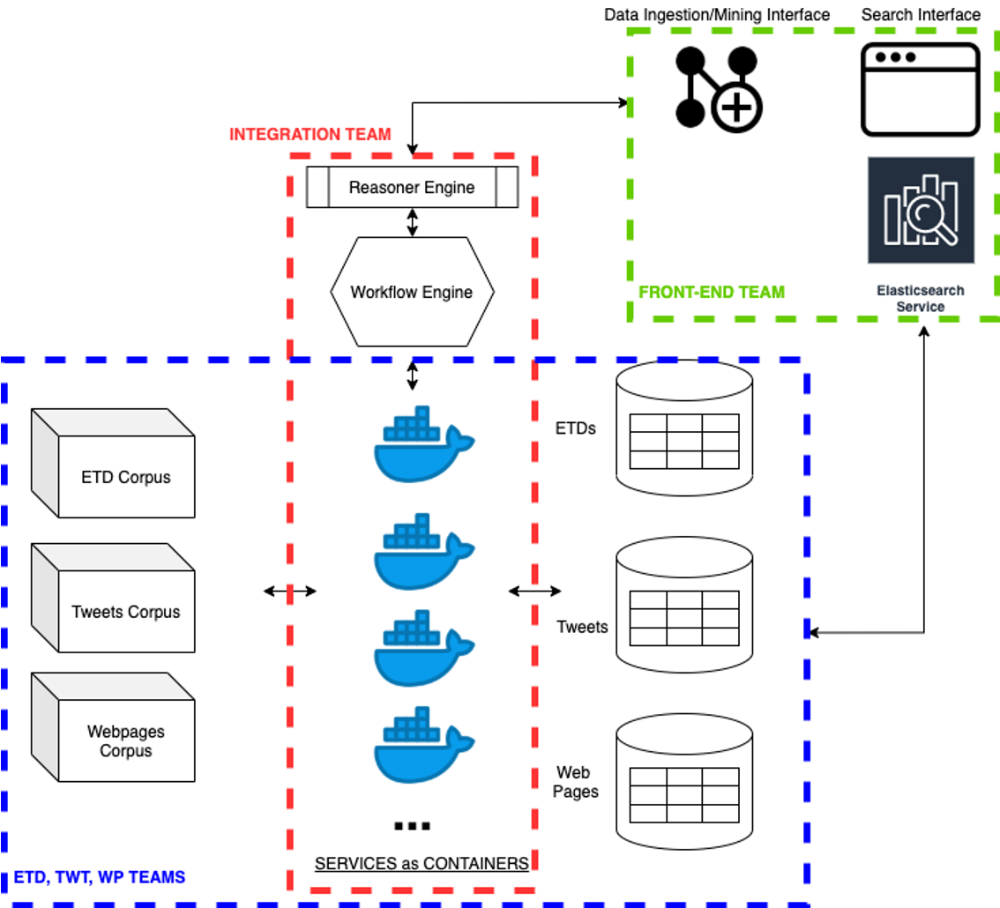 Data Ingestion/Mining Interface
Search Interface
INTEGRATION TEAM
Reasoner Engine
Workflow Engine
FRONT-END TEAM
Elasticsearch
Service
ETD Corpus
Tweets Corpus
Webpages
Corpus
ETDs
Tweets
Web
Pages
...
SERVICES as CONTAINERS
ETD, TWT, WP TEAMS